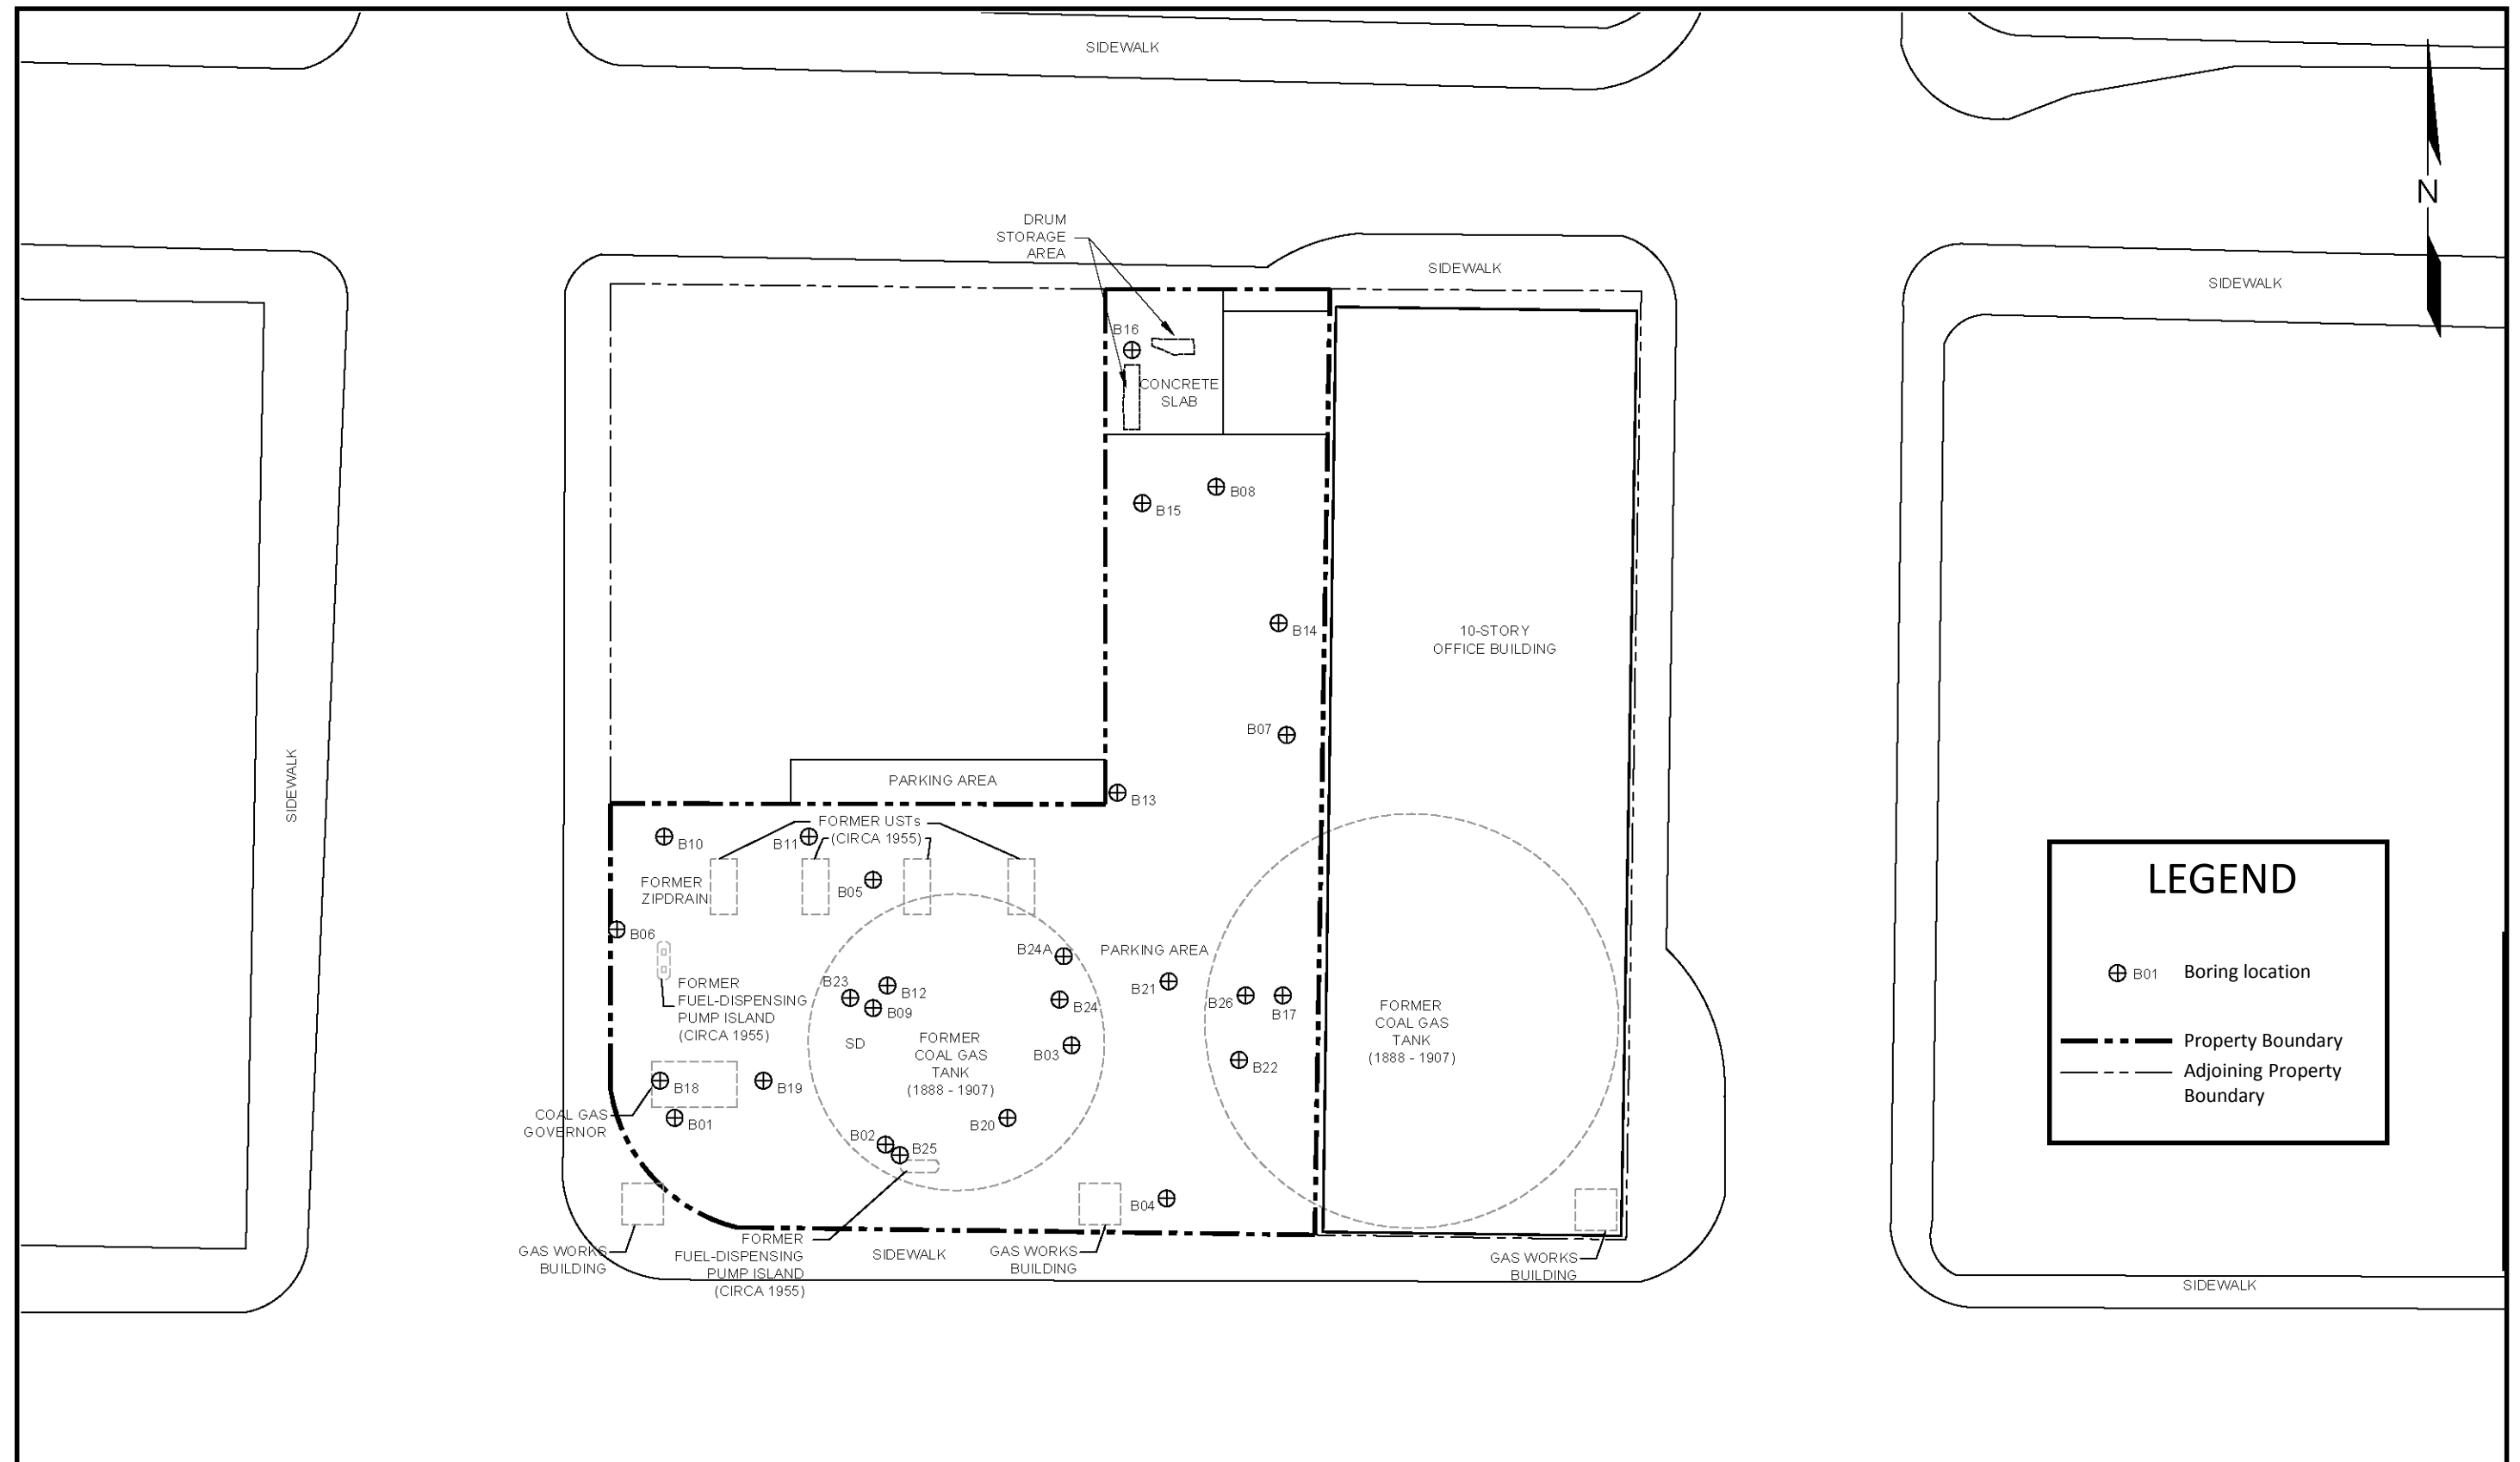 SIDEWALK
N
DRUM
STORAGE
AREA
SIDEWALK
SIDEWALK
B16
CONCRETE
SLAB
B08
B15
B14
10-STORY
OFFICE BUILDING
B07
SIDEWALK
PARKING AREA
B13
FORMER USTs
(CIRCA 1955)
B10
B11
FORMER
ZIPDRAIN
B05
B06
B24A
PARKING AREA
FORMER
FUEL-DISPENSING
PUMP ISLAND
(CIRCA 1955)
B23
B12
B09
B24
B21
B26
B17
FORMER
COAL GAS
TANK
(1888 - 1907)
SD
FORMER
COAL GAS
TANK
(1888 - 1907)
B03
B22
B18
B19
COAL GAS
GOVERNOR
B01
B20
B02
B25
B04
GAS WORKS
BUILDING
FORMER
FUEL-DISPENSING
PUMP ISLAND
(CIRCA 1955)
SIDEWALK
GAS WORKS
BUILDING
GAS WORKS
BUILDING
SIDEWALK
LEGEND
B01 Boring location
Property Boundary
Adjoining Property
Boundary